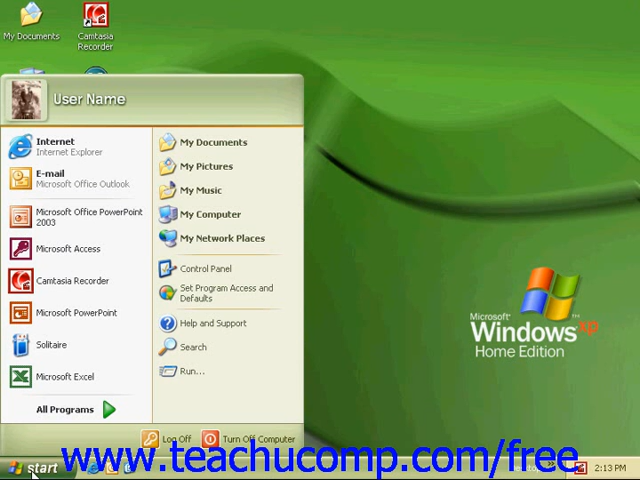 My Documents
Camtasia
Recorder
User Name
Internet
Internet Explorer
E-mail
Microsoft Office Outlook
Microsoft Office PowerPoint
2003
Microsoft Access
Camtasia Recorder
Microsoft PowerPoint
Solitaire
Microsoft Excel
All Programs
My Documents
My Pictures
My Music
My Computer
My Network Places
Control Panel
Set Program Access and
Defaults
Help and Support
Search
Run...
Log Off
Turn Off Computer
Microsoft
Windows xp
Home Edition
www.teachucomp.com/free
start
2:13 PM